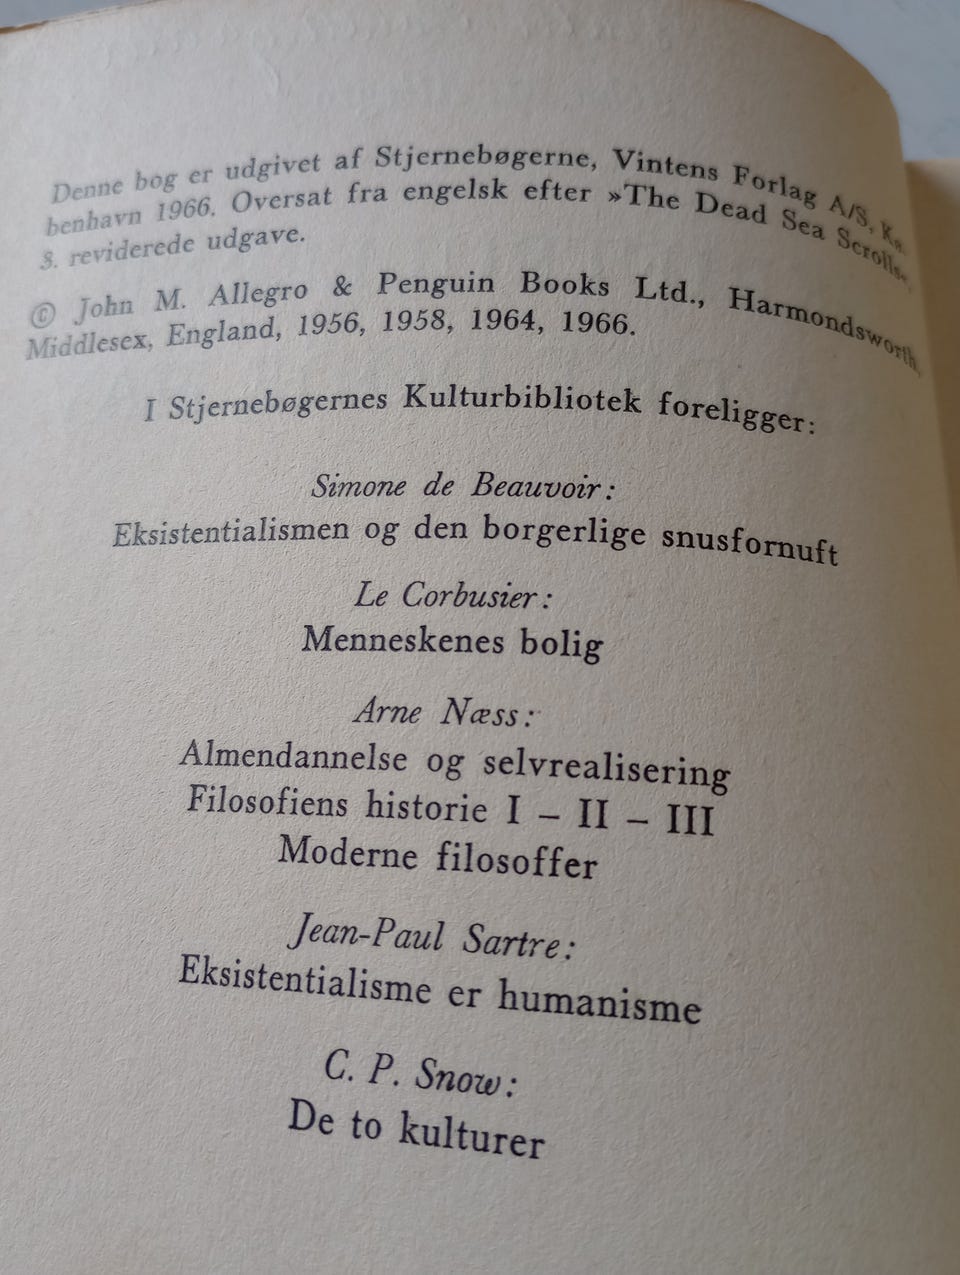 Denne bog er udgivet af Stjernebøgerne, Vintens Forlag A/S, Kø-
benhavn 1966. Oversat fra engelsk efter »The Dead Sea Scrolls«,
3. reviderede udgave.
© John M. Allegro & Penguin Books Ltd., Harmondsworth,
Middlesex, England, 1956, 1958, 1964, 1966.
I Stjernebøgernes Kulturbibliotek foreligger:
Simone de Beauvoir:
Eksistentialismen og den borgerlige snusfornuft
Le Corbusier:
Menneskenes bolig
Arne Næss:
Almendannelse og selvrealisering
Filosofiens historie I – II – III
Moderne filosoffer
Jean-Paul Sartre:
Eksistentialisme er humanisme
C. P. Snow:
De to kulturer